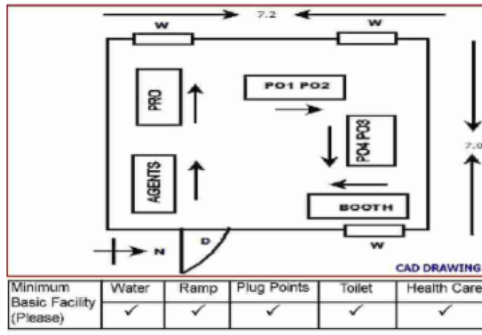 7.2
W W
PRO
PO1 PO2
PO4 PO3
7.0
AGENTS
BOOTH
N D W
CAD DRAWING
Minimum Basic Facility (Please) Water Ramp Plug Points Toilet Health Care
✓ ✓ ✓ ✓ ✓